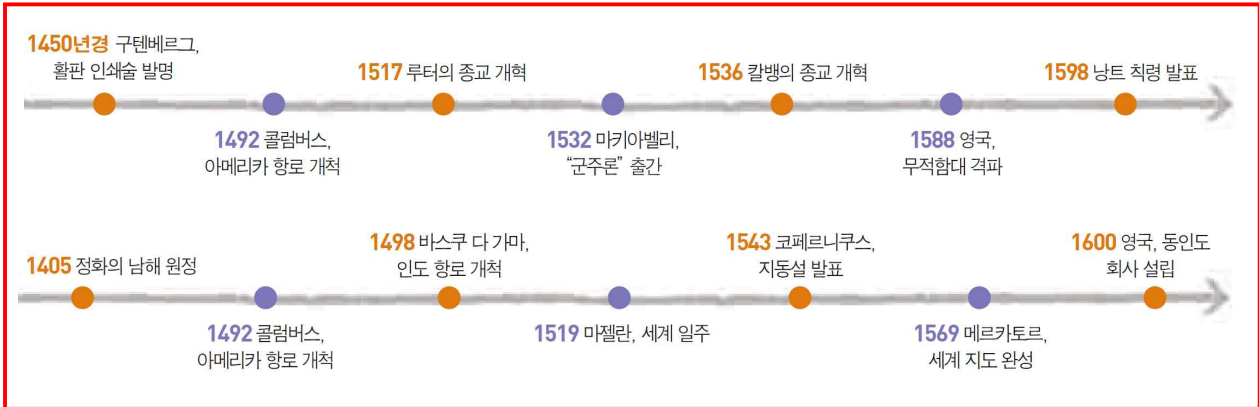 1450년경 구텐베르그,
활판 인쇄술 발명
1517 루터의 종교 개혁
1536 칼뱅의 종교 개혁
1598 낭트 칙령 발표
1492 콜럼버스,
아메리카 항로 개척
1532 마키아벨리,
“군주론” 출간
1588 영국,
무적함대 격파
1405 정화의 남해 원정
1498 바스쿠 다 가마,
인도 항로 개척
1543 코페르니쿠스,
지동설 발표
1600 영국, 동인도
회사 설립
1492 콜럼버스,
아메리카 항로 개척
1519 마젤란, 세계 일주
1569 메르카토르,
세계 지도 완성